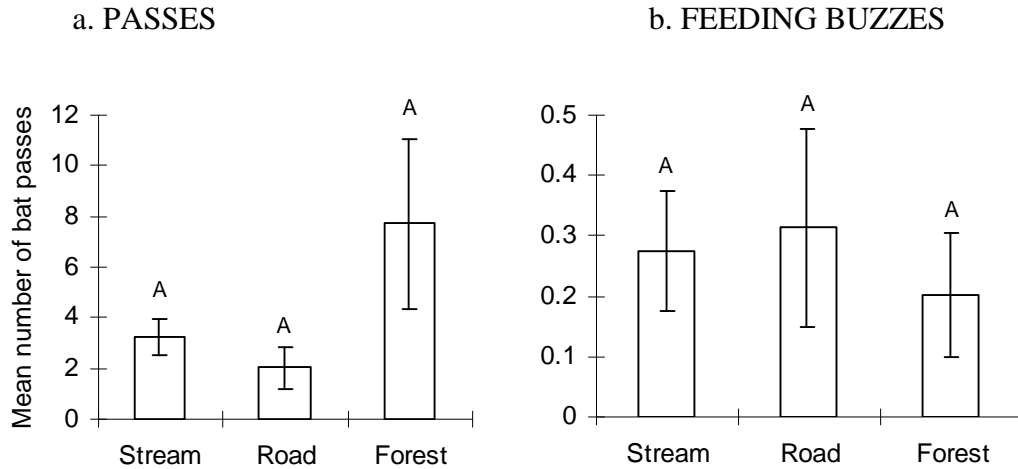 a. PASSES
b. FEEDING BUZZES
Mean number of bat passes
12
10
8
6
4
2
0
A
A
A
Stream
Road
Forest
0.5
0.4
0.3
0.2
0.1
0
A
A
A
Stream
Road
Forest